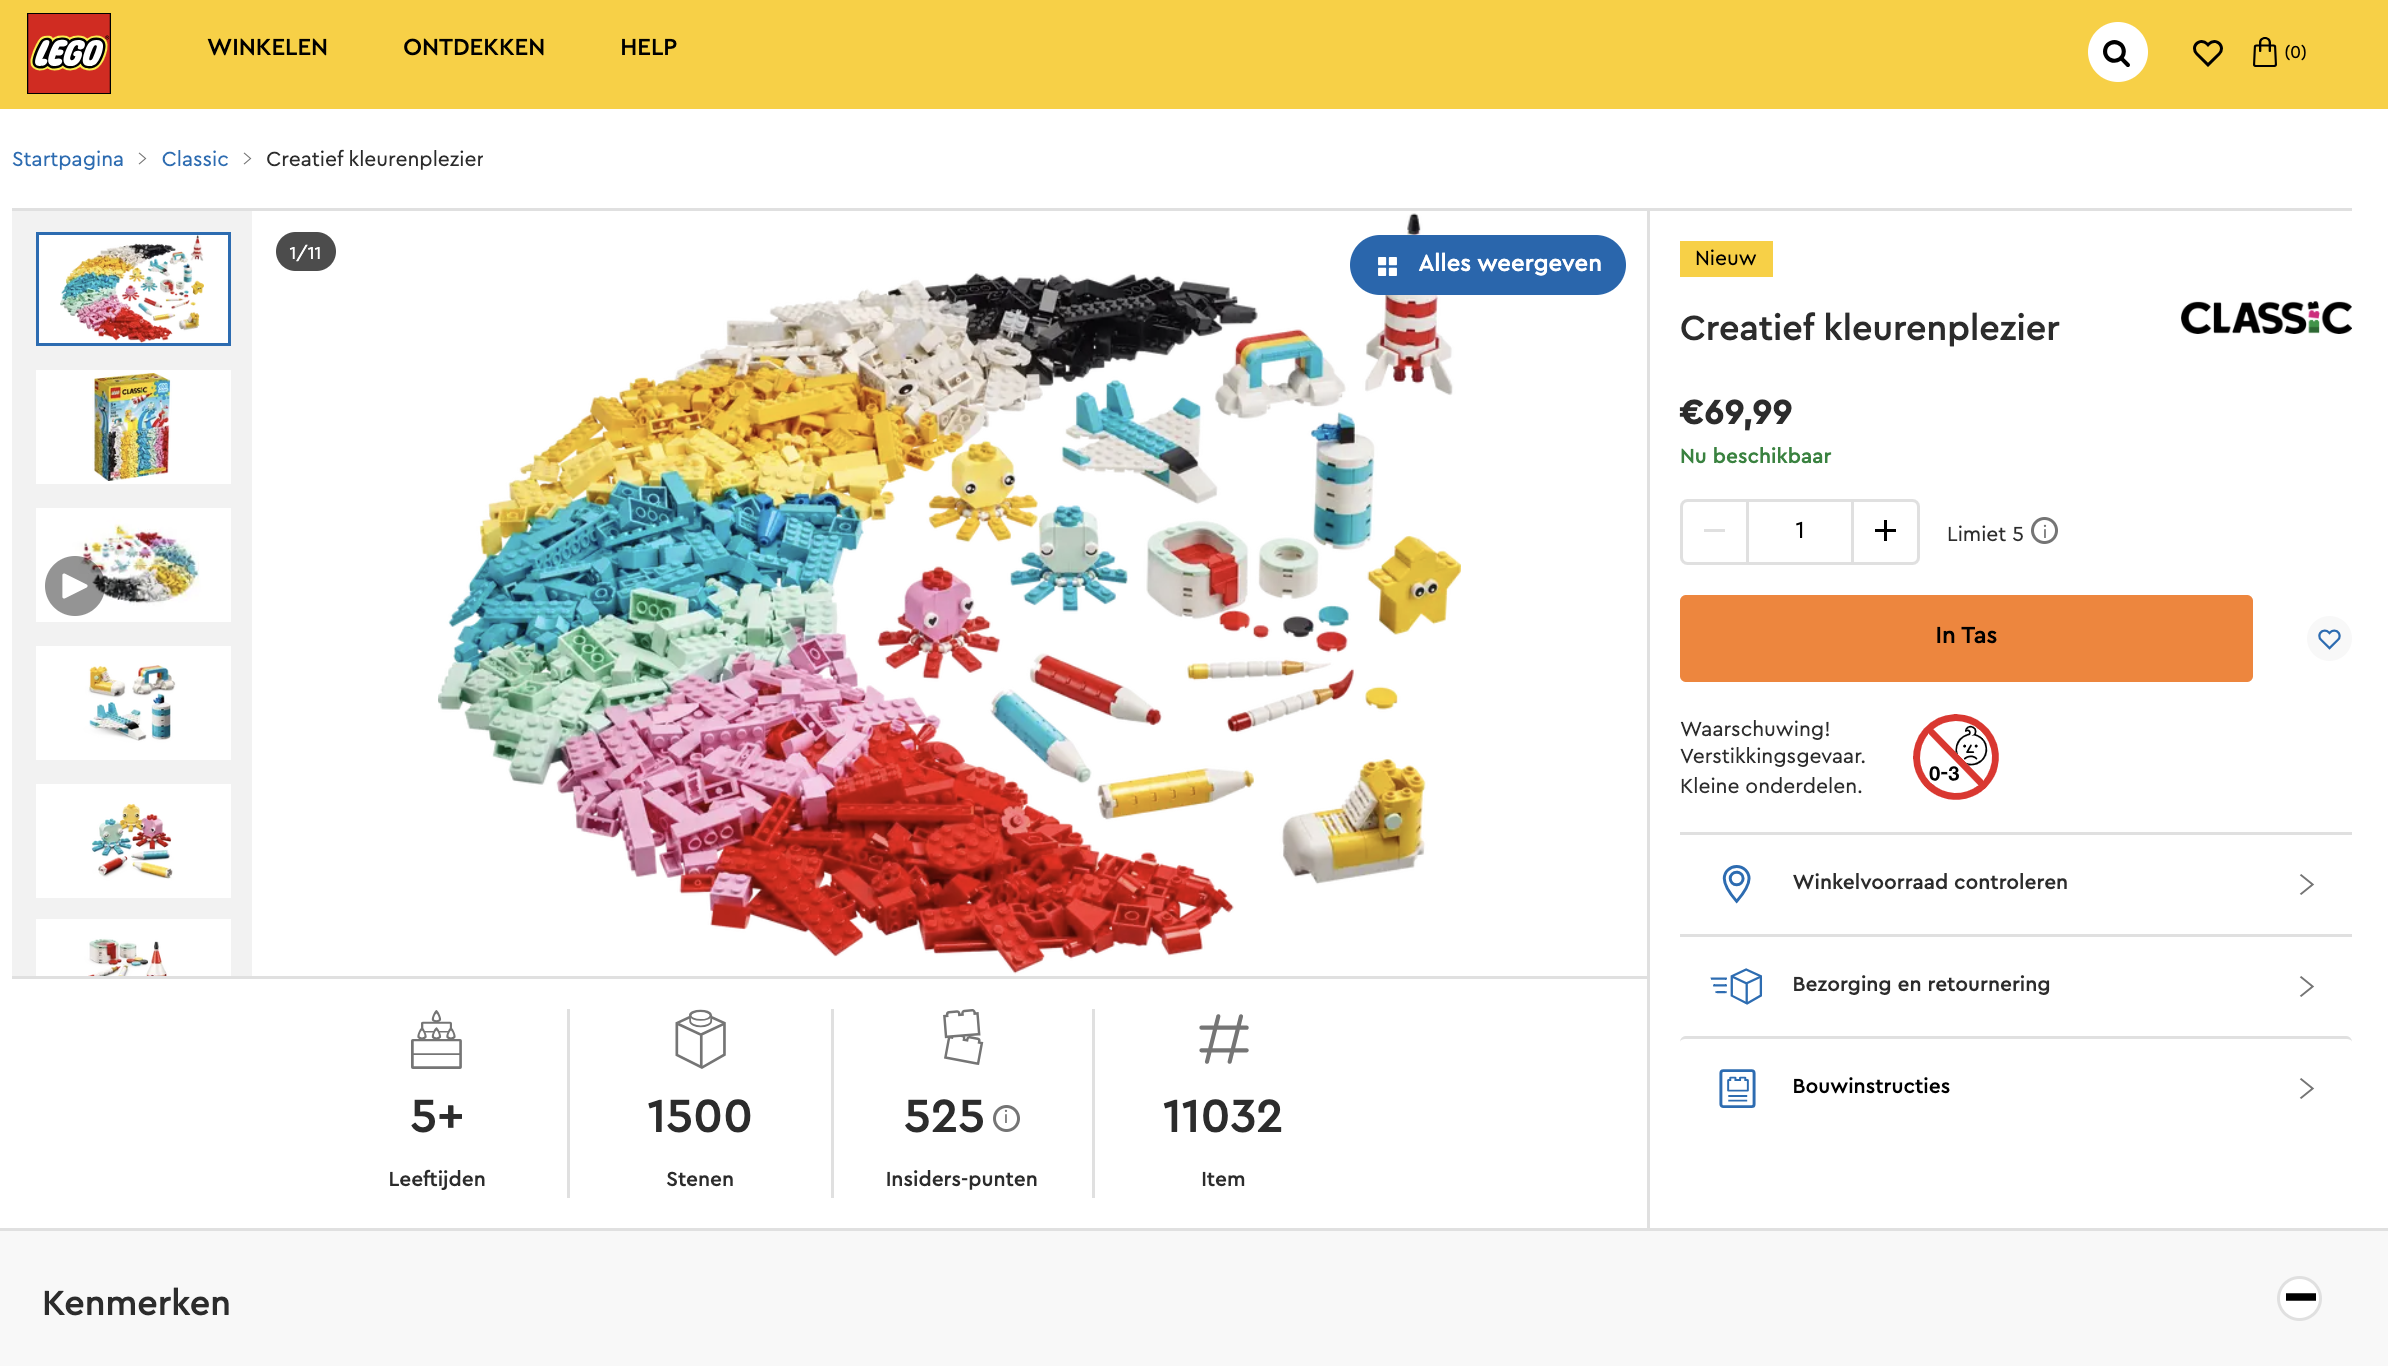 LEGO
WINKELEN
ONTDEKKEN
HELP
(0)
Startpagina > Classic > Creatief kleurenplezier
1/11
Alles weergeven
CLASSIC
Nieuw
Creatief kleurenplezier
CLASSIC
€69,99
Nu beschikbaar
1
Limiet 5
In Tas
Waarschuwing!
Verstikkingsgevaar.
Kleine onderdelen.
0-3
Winkelvoorraad controleren
Bezorging en retournering
Bouwinstructies
5+
Leeftijden
1500
Stenen
525
Insiders-punten
11032
Item
Kenmerken